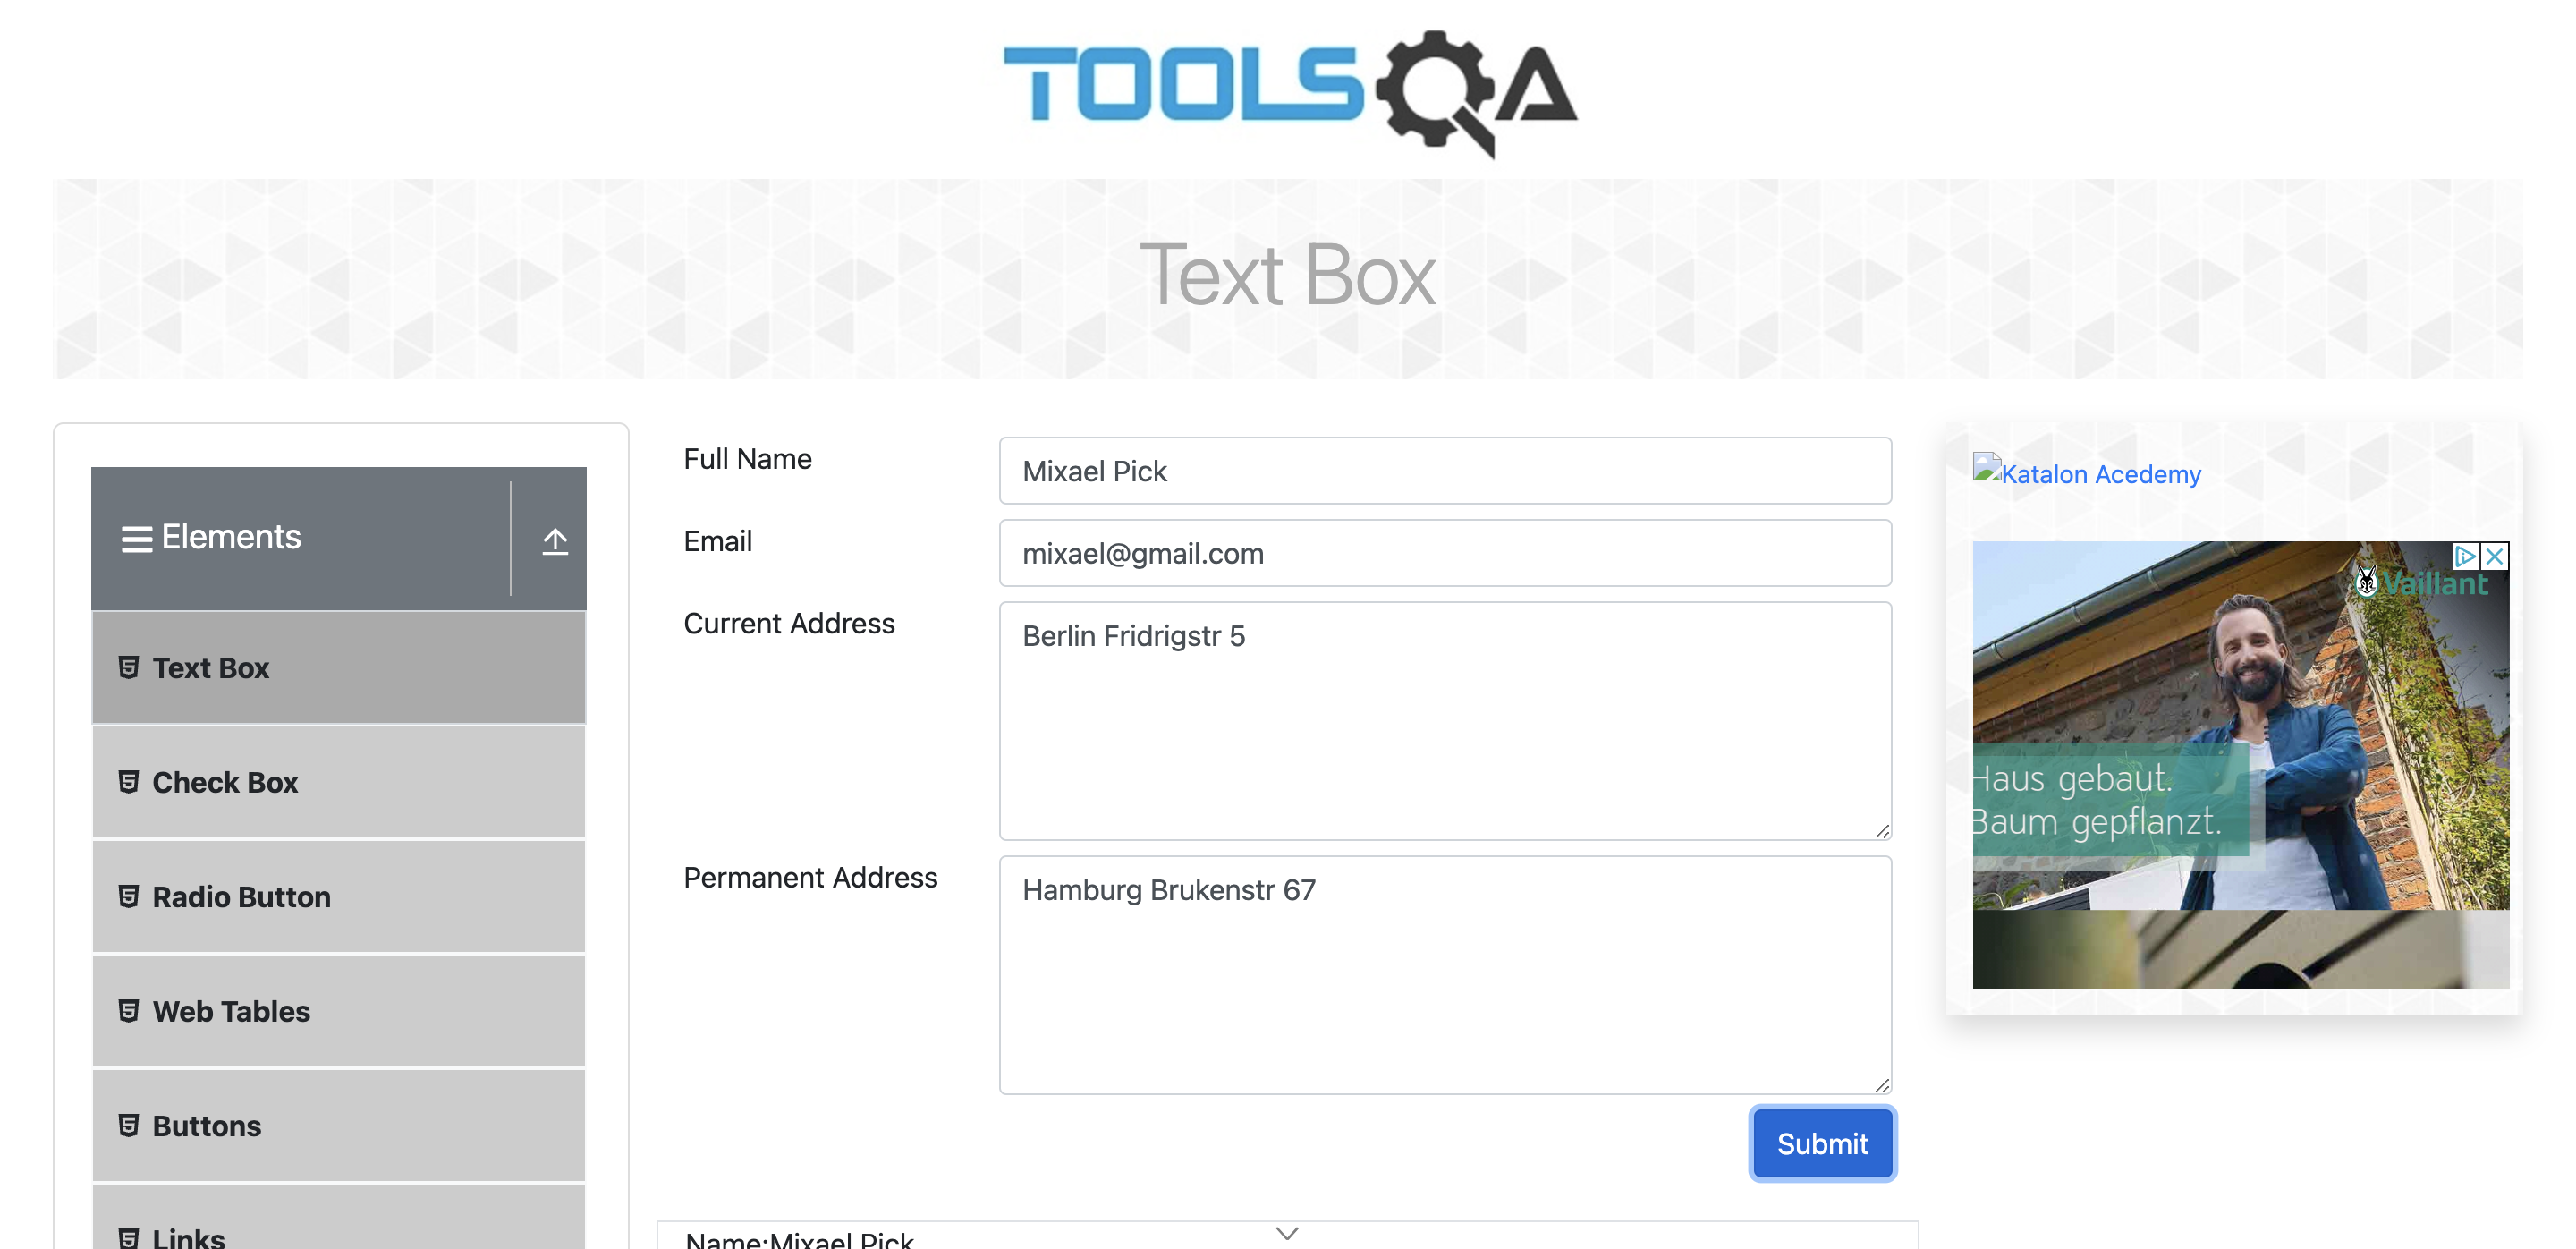 TOOLSQA
Text Box
Elements
Text Box
Check Box
Radio Button
Web Tables
Buttons
Links
Full Name
Mixael Pick
Email
mixael@gmail.com
Current Address
Berlin Fridrigstr 5
Permanent Address
Hamburg Brukenstr 67
Submit
Name:Mixael Pick
Katalon Acedemy
Vaillant
Haus gebaut.
Baum gepflanzt.